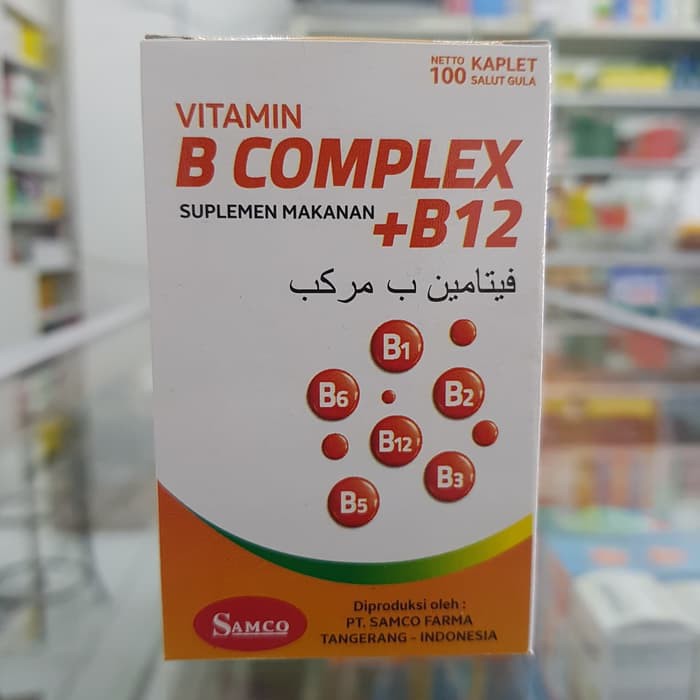 NETTO 100 KAPLET SALUT GULA
VITAMIN
B COMPLEX
SUPLEMEN MAKANAN +B12
فيتامين ب مركب
B1
B6
B2
B12
B3
B5
SAMCO
Diproduksi oleh :
PT. SAMCO FARMA
TANGERANG - INDONESIA